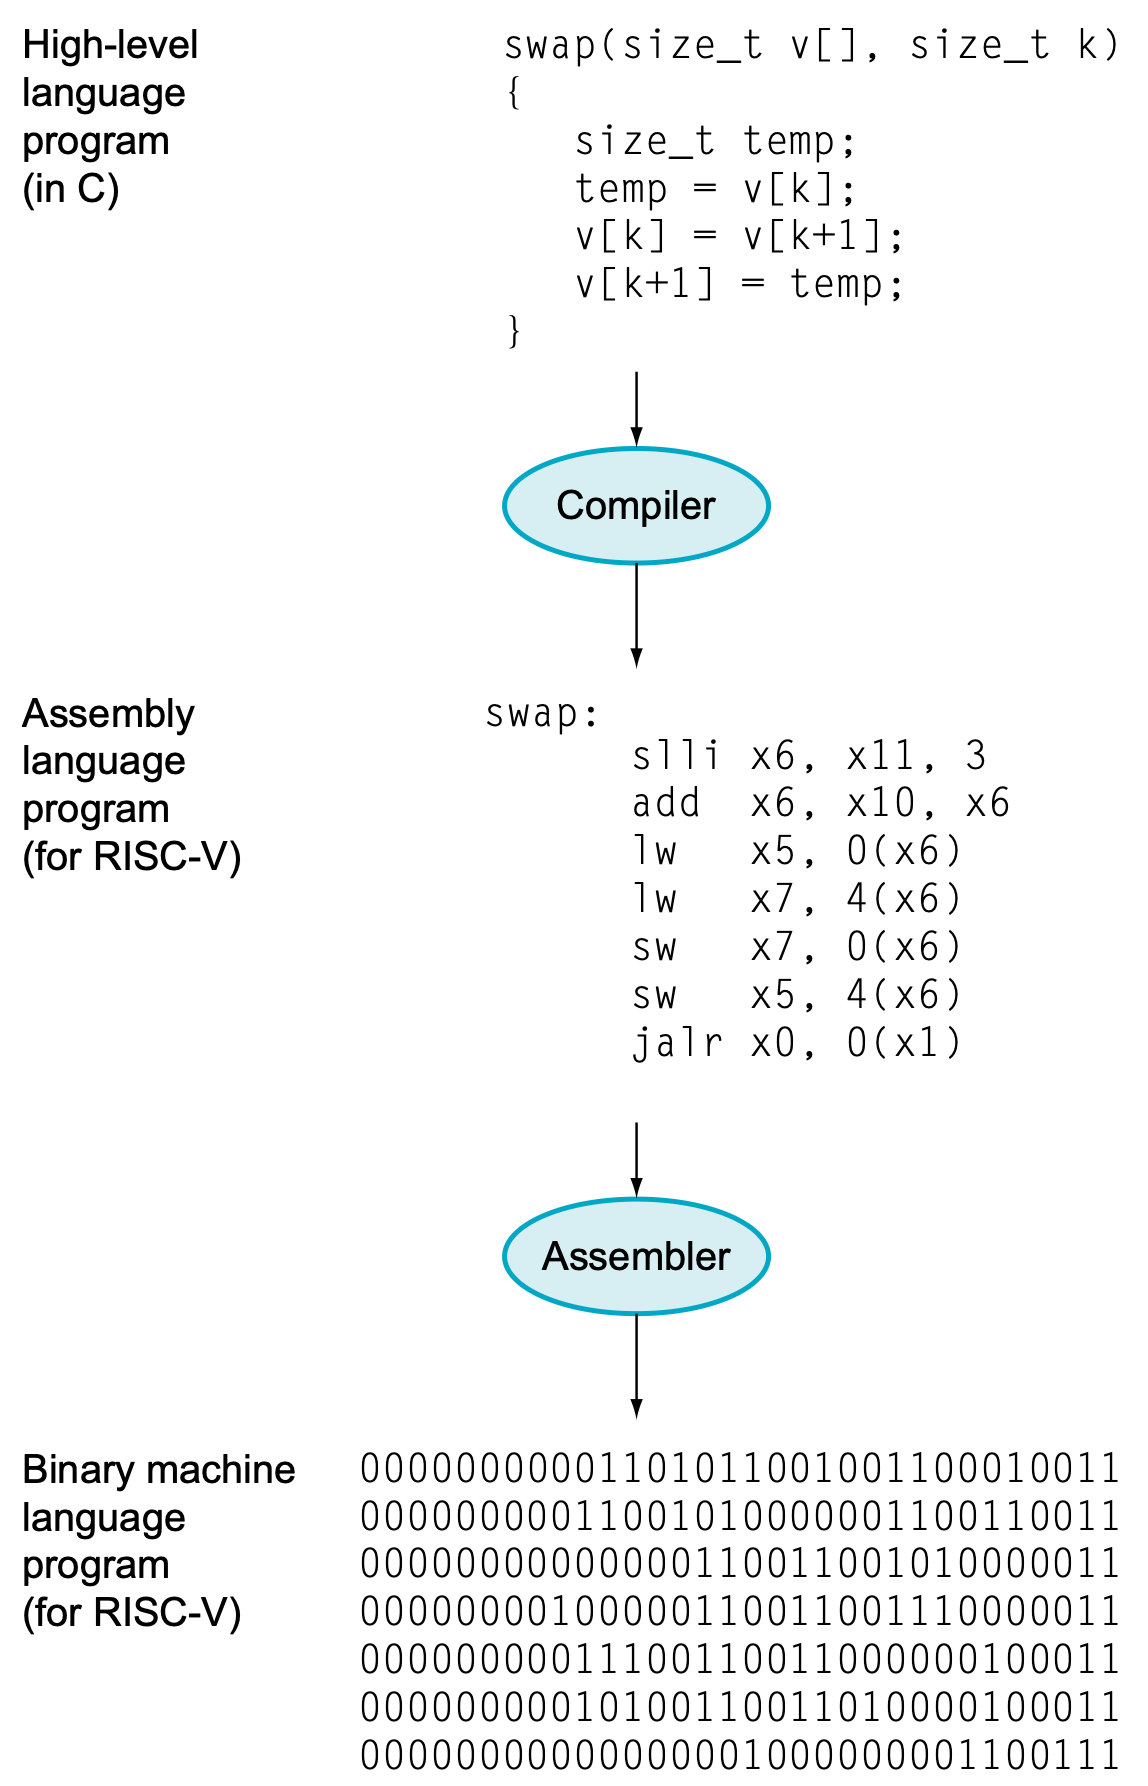 High-level
language
program
(in C)
swap(size_t v[], size_t k)
{
   size_t temp;
   temp = v[k];
   v[k] = v[k+1];
   v[k+1] = temp;
}
Compiler
Assembly
language
program
(for RISC-V)
swap:
      slli x6, x11, 3
      add  x6, x10, x6
      lw   x5, 0(x6)
      lw   x7, 4(x6)
      sw   x7, 0(x6)
      sw   x5, 4(x6)
      jalr x0, 0(x1)
Assembler
Binary machine
language
program
(for RISC-V)
00000000001101011001001100010011
00000000011001010000001100110011
00000000000000110011001010000011
00000000100000110011001110000011
00000000011100110011000000100011
00000000010100110011010000100011
00000000000000001000000001100111